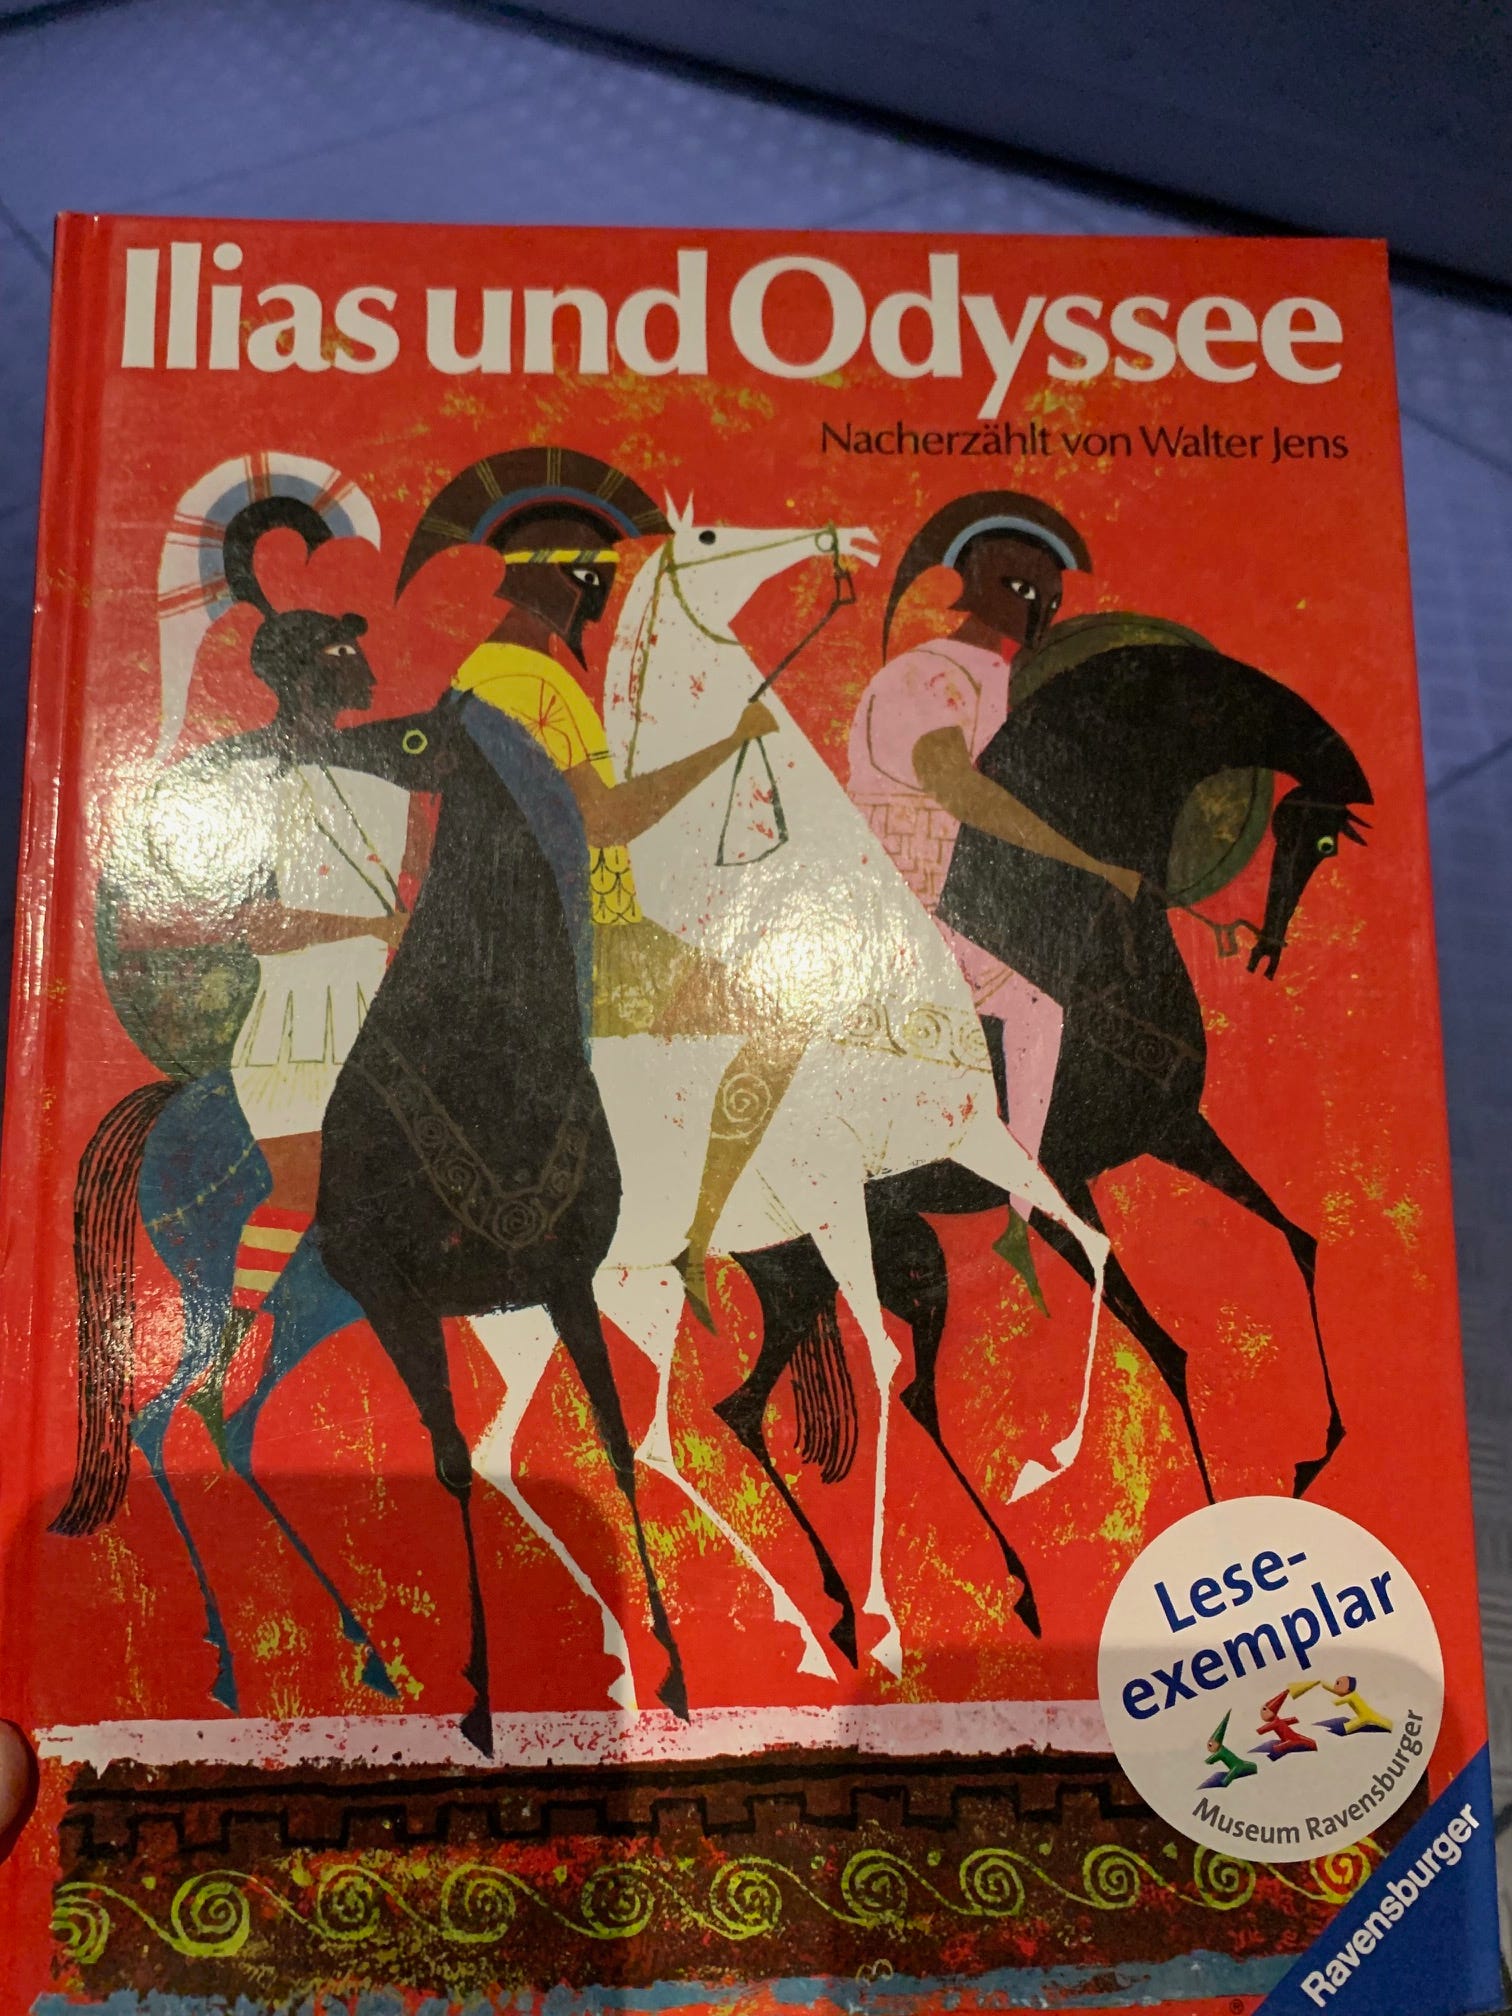 Ilias und Odyssee
Nacherzählt von Walter Jens
Lese-
exemplar
Museum Ravensburger
Ravensburger
®